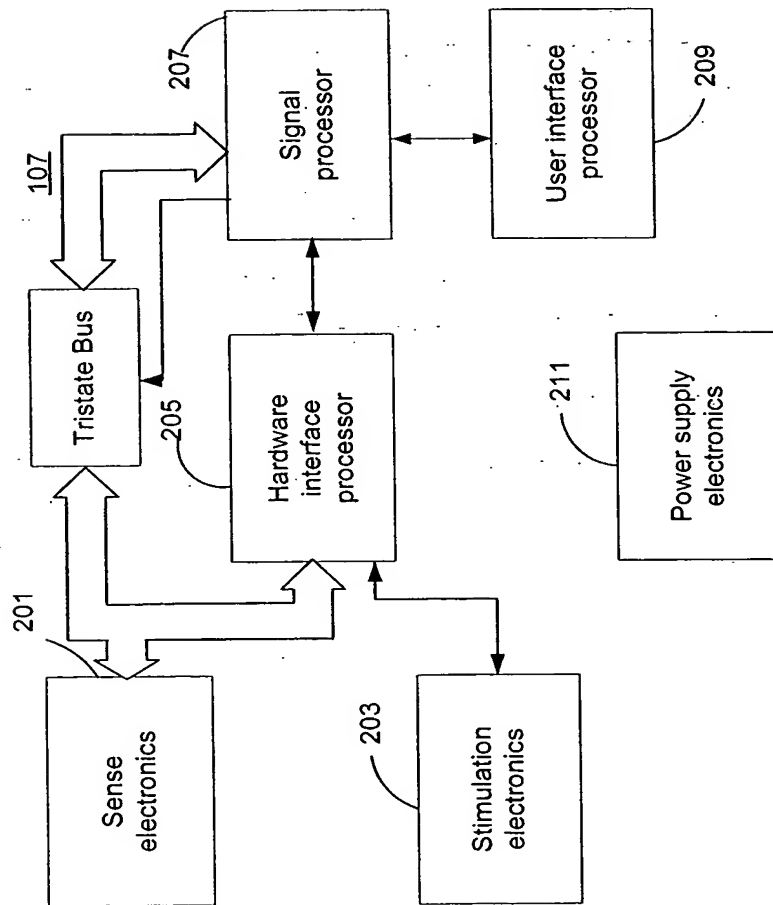 107
201
Sense
electronics
Tristate Bus
207
Signal
processor
205
Hardware
interface
processor
203
Stimulation
electronics
209
User interface
processor
211
Power supply
electronics